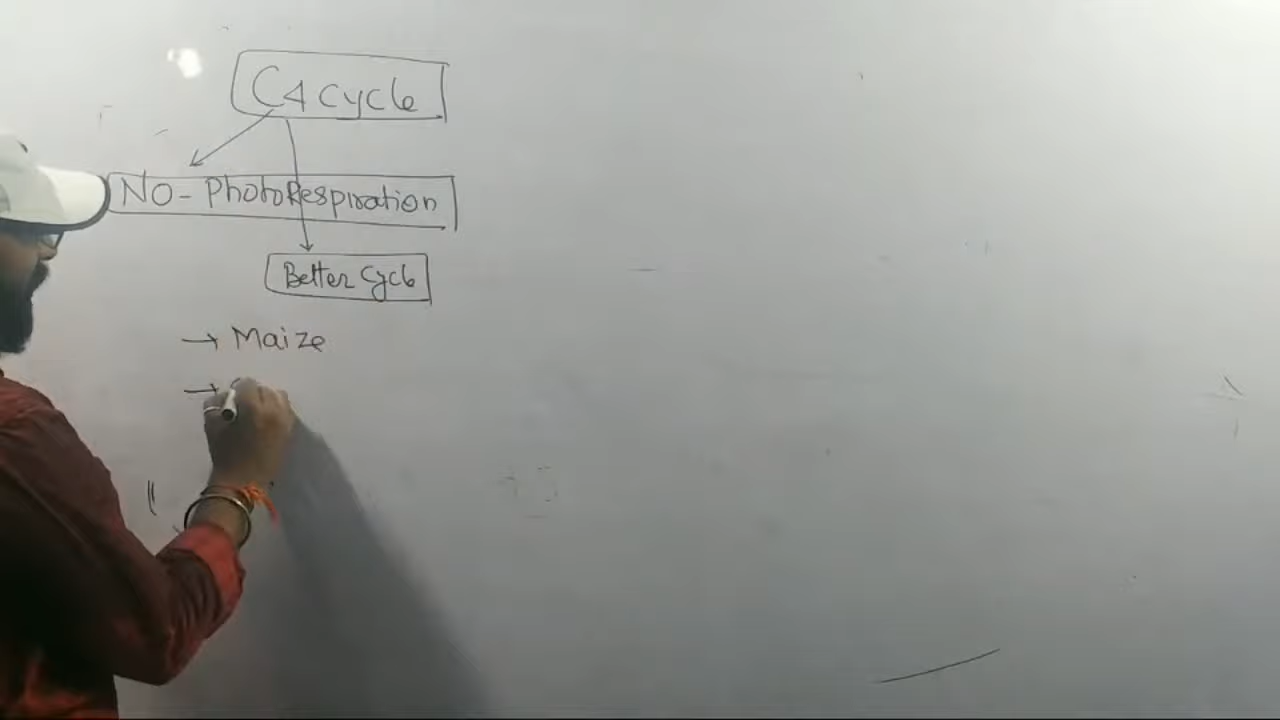 C4 cycle
NO - PhotoRespiration
Better Cycle
→ Maize
→